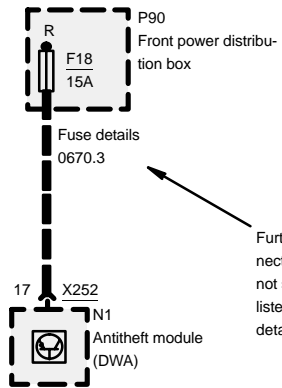 P90
R
Front power distribu-
F18
tion box
15A
Fuse details
0670.3
Furt
nect
not
liste
deta
17
X252
N1
Antitheft module
(DWA)